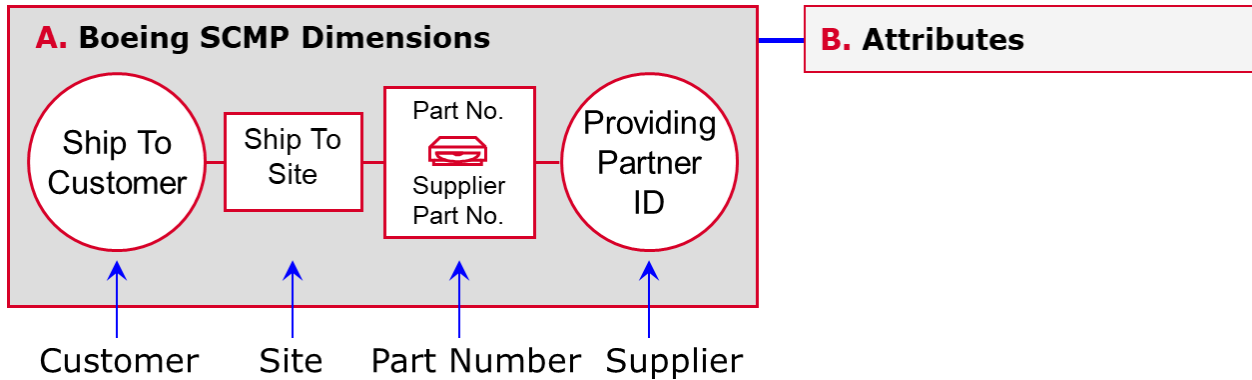 A. Boeing SCMP Dimensions
B. Attributes
Ship To
Customer
Ship To
Site
Part No.
Supplier
Part No.
Providing
Partner
ID
Customer
Site
Part Number
Supplier